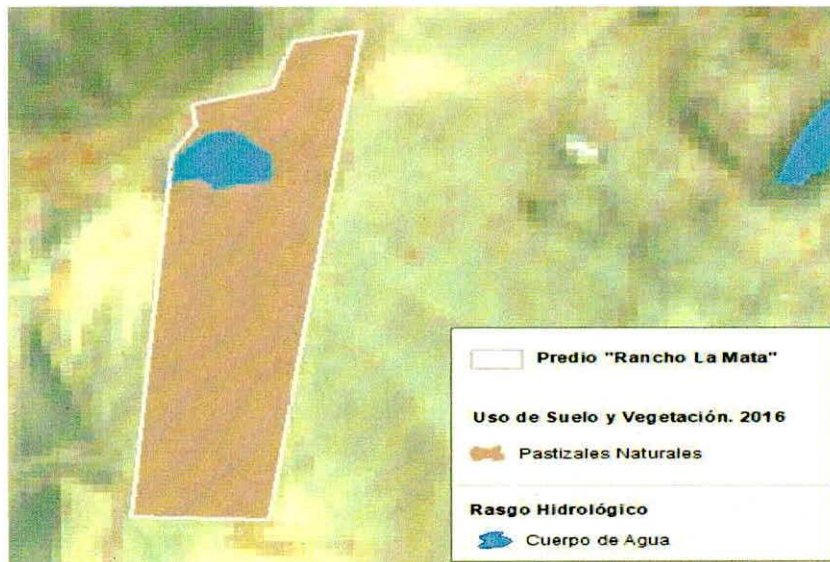 Predio "Rancho La Mata"
Uso de Suelo y Vegetación. 2016
Pastizales Naturales
Rasgo Hidrológico
Cuerpo de Agua